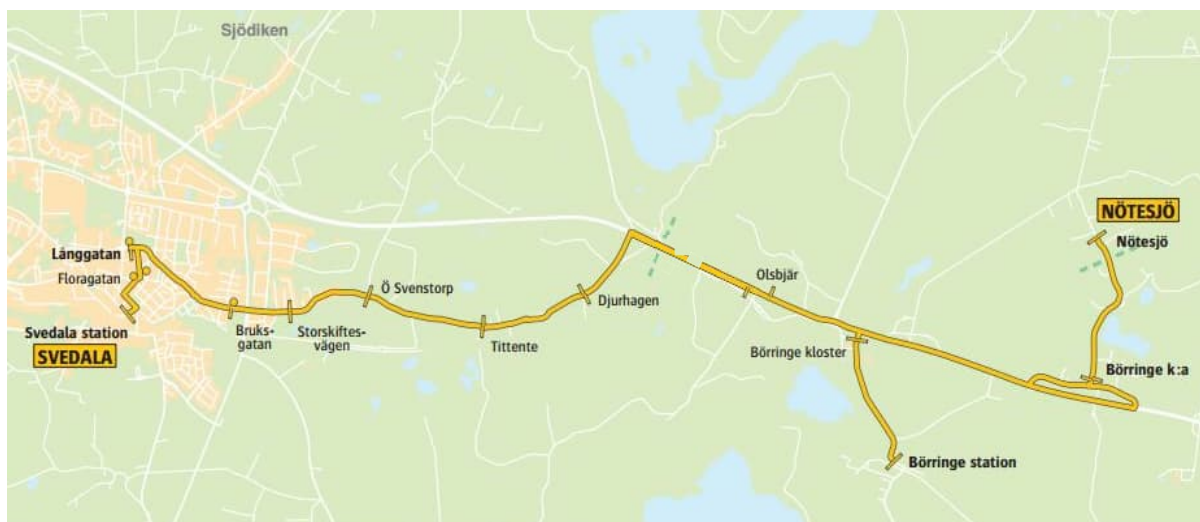 Sjödiken
NÖTESJÖ
Nötesjö
Långgatan
Floragatan
Svedala station
SVEDALA
Bruks-
gatan
Storskiftes-
vägen
Ö Svenstorp
Tittente
Djurhagen
Olsbjär
Börringe kloster
Börringe k:a
Börringe station
A